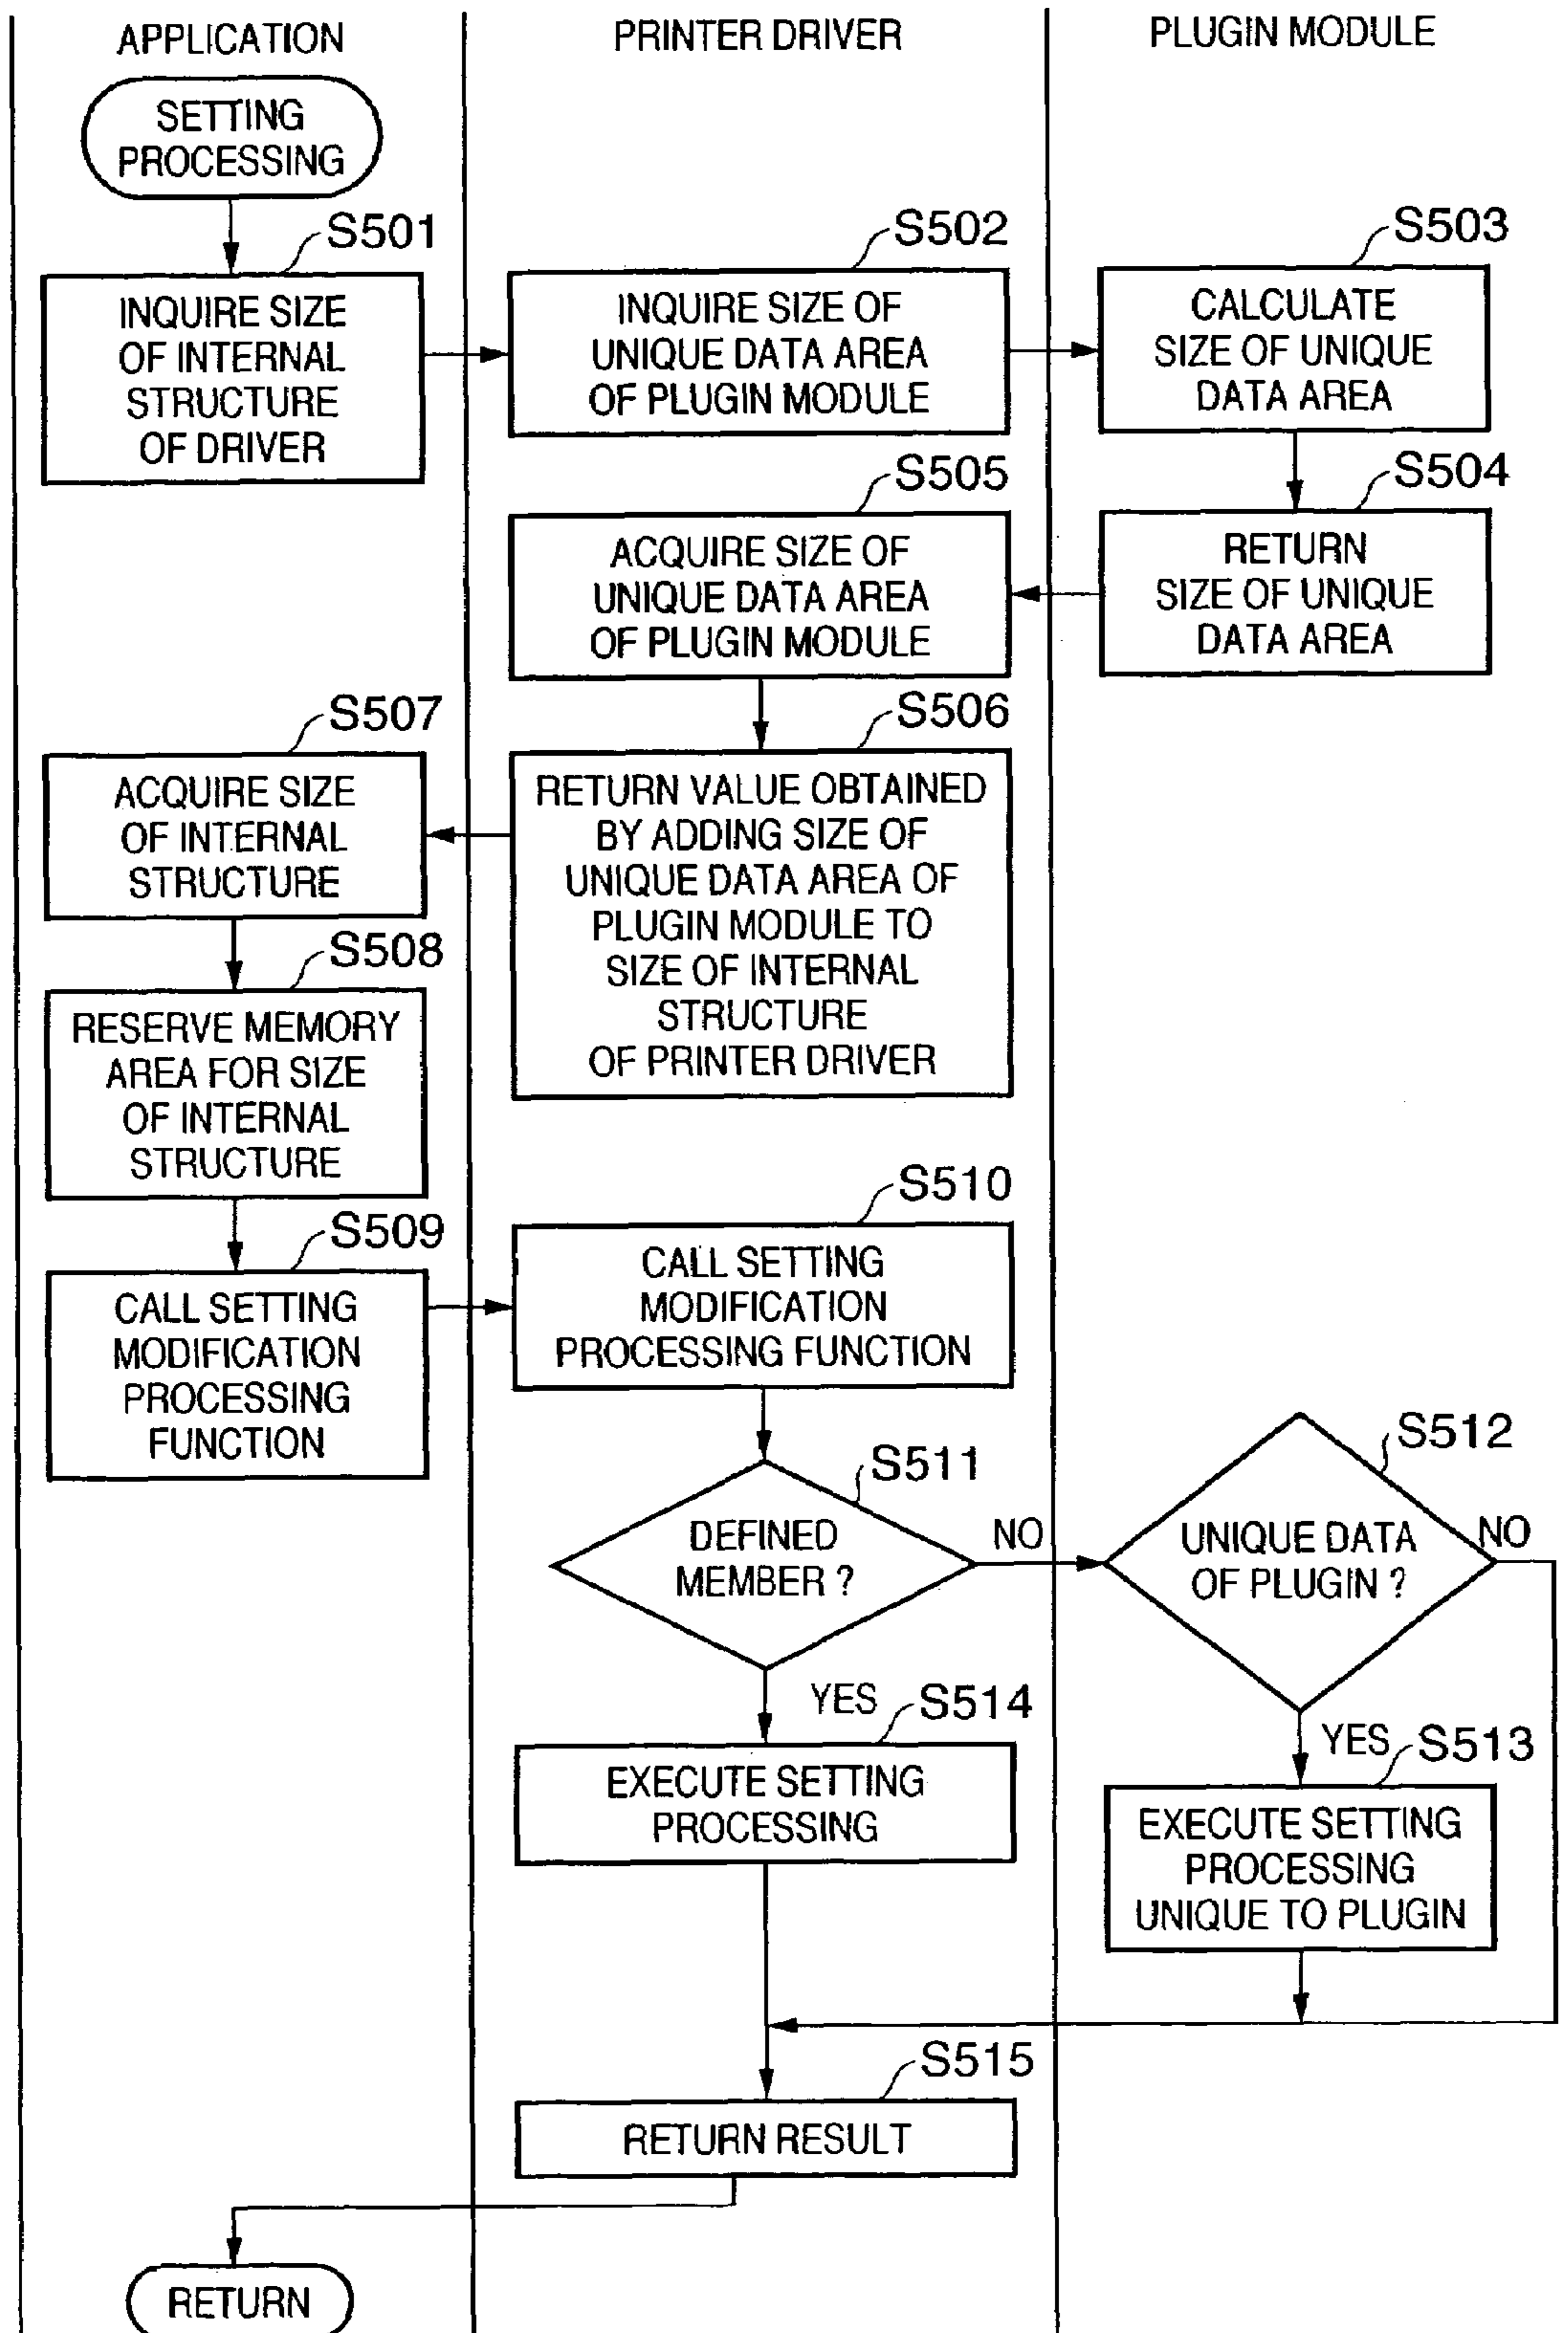 APPLICATION
PRINTER DRIVER
PLUGIN MODULE
SETTING
PROCESSING
S501
INQUIRE SIZE
OF INTERNAL
STRUCTURE
OF DRIVER
S502
INQUIRE SIZE OF
UNIQUE DATA AREA
OF PLUGIN MODULE
S503
CALCULATE
SIZE OF UNIQUE
DATA AREA
S504
RETURN
SIZE OF UNIQUE
DATA AREA
S505
ACQUIRE SIZE OF
UNIQUE DATA AREA
OF PLUGIN MODULE
S506
RETURN VALUE OBTAINED
BY ADDING SIZE OF
UNIQUE DATA AREA OF
PLUGIN MODULE TO
SIZE OF INTERNAL
STRUCTURE
OF PRINTER DRIVER
S507
ACQUIRE SIZE
OF INTERNAL
STRUCTURE
S508
RESERVE MEMORY
AREA FOR SIZE
OF INTERNAL
STRUCTURE
S509
CALL SETTING
MODIFICATION
PROCESSING
FUNCTION
S510
CALL SETTING
MODIFICATION
PROCESSING FUNCTION
S511
DEFINED
MEMBER ?
NO
S512
UNIQUE DATA
OF PLUGIN ?
NO
YES
S513
EXECUTE SETTING
PROCESSING
UNIQUE TO PLUGIN
YES
S514
EXECUTE SETTING
PROCESSING
S515
RETURN RESULT
RETURN